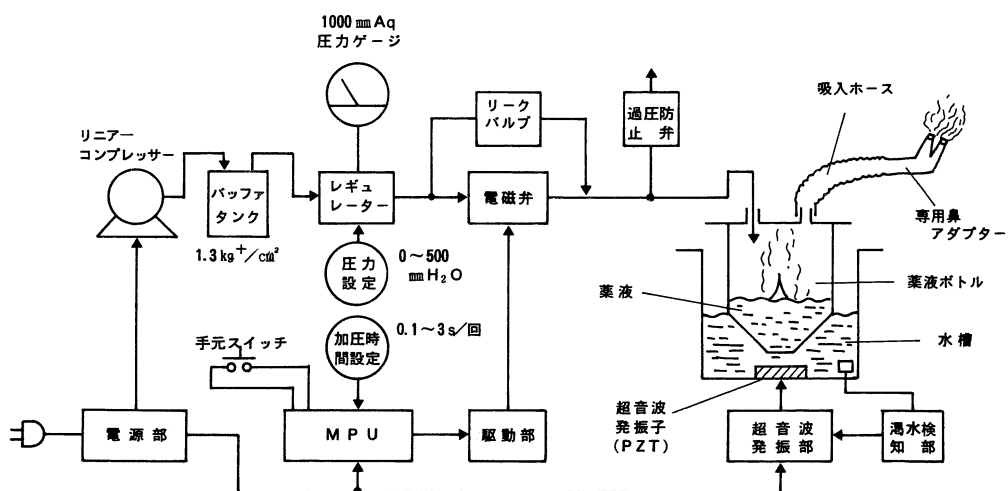 1000㎜Aq
圧力ゲージ
リニアー
コンプレッサー
バッファ
タンク
1.3kg⁺/c㎡
レギュ
レーター
圧力
設定
0～500
㎜H₂O
リーク
バルブ
電磁弁
過圧防
止弁
吸入ホース
専用鼻
アダプター
薬液
薬液ボトル
水槽
手元スイッチ
加圧時
間設定
0.1～3s/回
電源部
MPU
駆動部
超音波
発振子
(PZT)
超音波
発振部
渇水検
知部